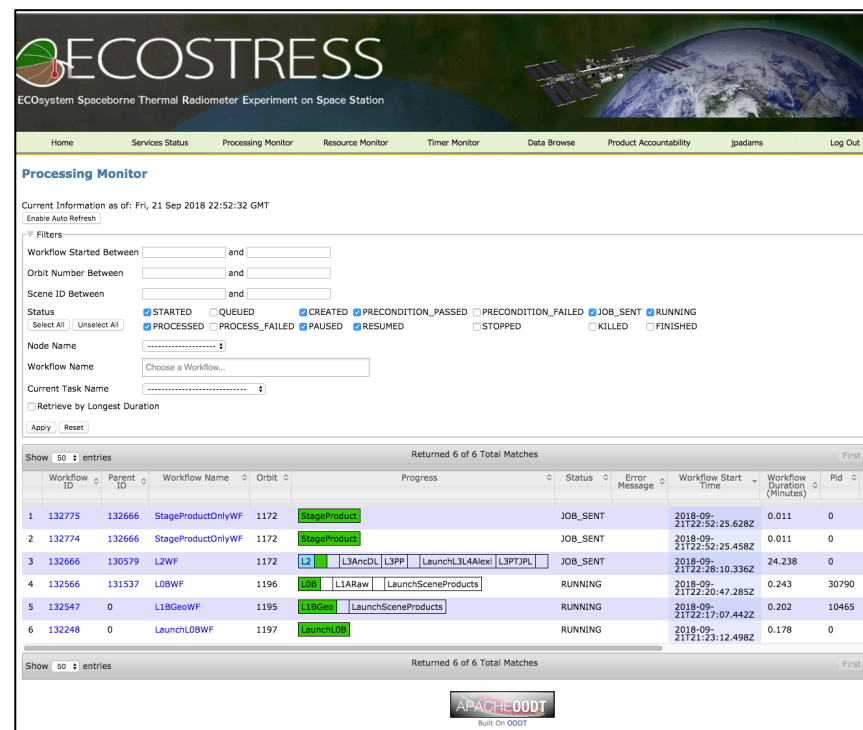 ECOSTRESS
ECOsystem Spaceborne Thermal Radiometer Experiment on Space Station
Home Services Status Processing Monitor Resource Monitor Timer Monitor Data Browse Product Accountability jpadams Log Out
Processing Monitor
Current Information as of: Fri, 21 Sep 2018 22:52:32 GMT
Enable Auto Refresh
Filters
Workflow Started Between and
Orbit Number Between and
Scene ID Between and
Status STARTED QUEUED CREATED PRECONDITION_PASSED PRECONDITION_FAILED JOB_SENT RUNNING
Select All Unselect All PROCESSED PROCESS_FAILED PAUSED RESUMED STOPPED KILLED FINISHED
Node Name -------------------
Workflow Name Choose a Workflow...
Current Task Name ---------------------------
Retrieve by Longest Duration
Apply Reset
Show 50 entries Returned 6 of 6 Total Matches First
Workflow ID Parent ID Workflow Name Orbit Progress Status Error Message Workflow Start Time Workflow Duration (Minutes) Pid
1 132775 132666 StageProductOnlyWF 1172 StageProduct JOB_SENT 2018-09-21T22:52:25.628Z 0.011 0
2 132774 132666 StageProductOnlyWF 1172 StageProduct JOB_SENT 2018-09-21T22:52:25.458Z 0.011 0
3 132666 130579 L2WF 1172 L2 L3AncDL L3PP LaunchL3L4Alexi L3PTJPL JOB_SENT 2018-09-21T22:28:10.336Z 24.238 0
4 132566 131537 L0BWF 1196 L0B L1ARaw LaunchSceneProducts RUNNING 2018-09-21T22:20:47.285Z 0.243 30790
5 132547 0 L1BGeoWF 1195 L1BGeo LaunchSceneProducts RUNNING 2018-09-21T22:17:07.442Z 0.202 10465
6 132248 0 LaunchL0BWF 1197 LaunchL0B RUNNING 2018-09-21T21:23:12.498Z 0.178 0
Show 50 entries Returned 6 of 6 Total Matches First
APACHE OODT
Built On OODT